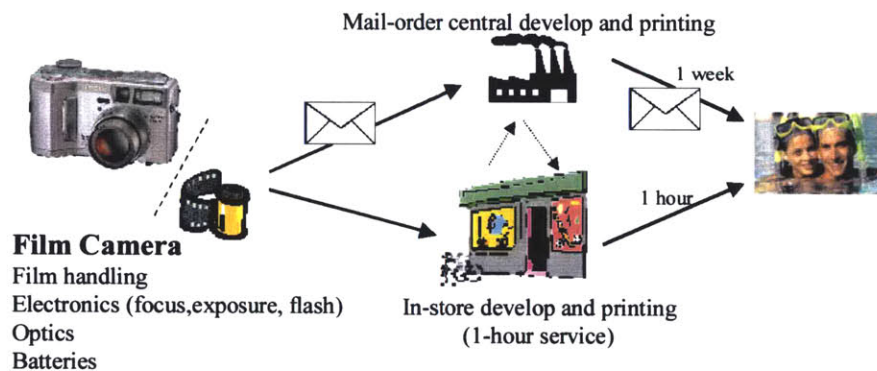 Mail-order central develop and printing
1 week
1 hour
Film Camera
Film handling
Electronics (focus,exposure, flash)
Optics
Batteries
In-store develop and printing
(1-hour service)